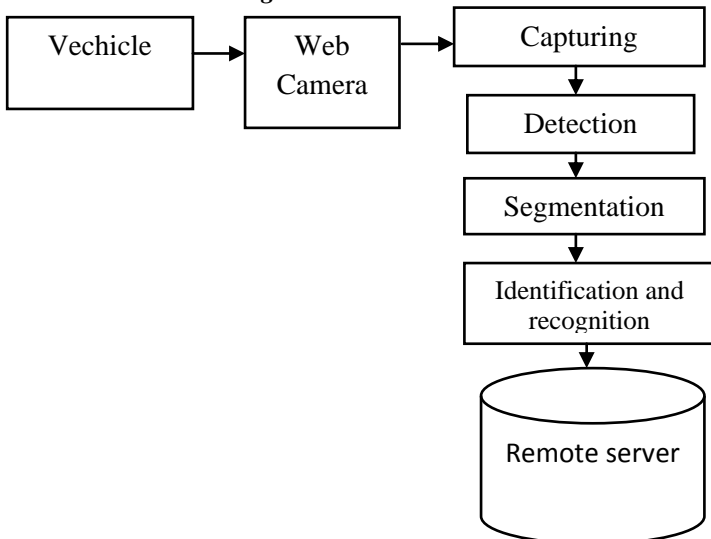 Vechicle
Web
Camera
Capturing
Detection
Segmentation
Identification and
recognition
Remote server